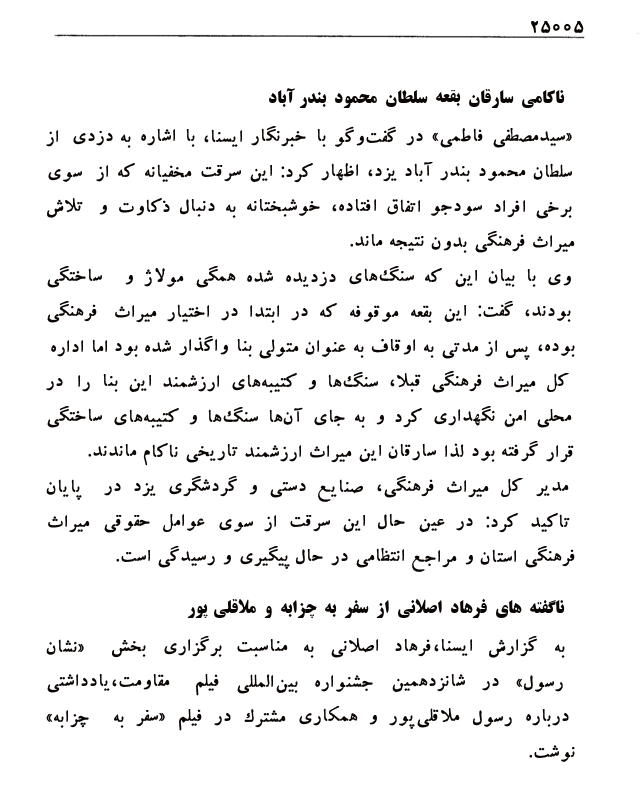 ۲۵۰۰۵
ناکامی سارقان بقعه سلطان محمود بندر آباد
«سیدمصطفی فاطمی» در گفت‌وگو با خبرنگار ایسنا، با اشاره به دزدی از
سلطان محمود بندر آباد یزد، اظهار کرد: این سرقت مخفیانه که از سوی
برخی افراد سودجو اتفاق افتاده، خوشبختانه به دنبال ذکاوت و تلاش
میراث فرهنگی بدون نتیجه ماند.
وی با بیان این که سنگ‌های دزدیده شده همگی مولاژ و ساختگی
بودند، گفت: این بقعه موقوفه که در ابتدا در اختیار میراث فرهنگی
بوده، پس از مدتی به اوقاف به عنوان متولی بنا واگذار شده بود اما اداره
کل میراث فرهنگی قبلا، سنگ‌ها و کتیبه‌های ارزشمند این بنا را در
محلی امن نگهداری کرد و به جای آن‌ها سنگ‌ها و کتیبه‌های ساختگی
قرار گرفته بود لذا سارقان این میراث ارزشمند تاریخی ناکام ماندند.
مدیر کل میراث فرهنگی، صنایع دستی و گردشگری یزد در پایان
تاکید کرد: در عین حال این سرقت از سوی عوامل حقوقی میراث
فرهنگی استان و مراجع انتظامی در حال پیگیری و رسیدگی است.
ناگفته های فرهاد اصلانی از سفر به چزابه و ملاقلی پور
به گزارش ایسنا،فرهاد اصلانی به مناسبت برگزاری بخش «نشان
رسول» در شانزدهمین جشنواره بین‌المللی فیلم مقاومت،یادداشتی
درباره رسول ملاقلی‌پور و همکاری مشترک در فیلم «سفر به چزابه»
نوشت.